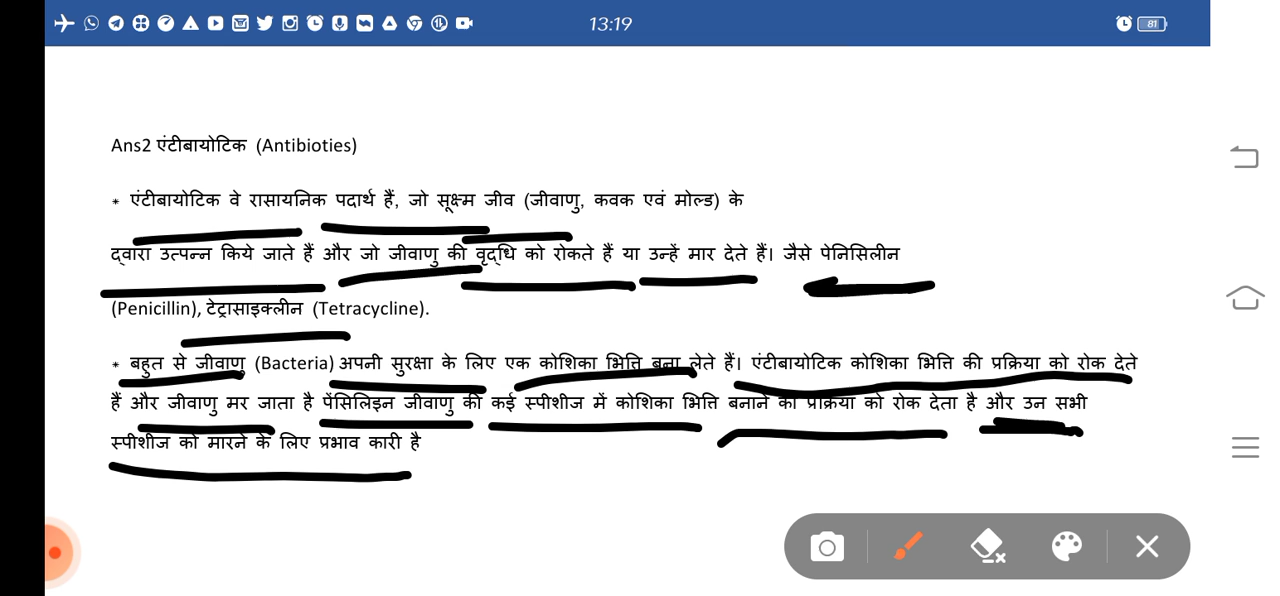 13:19
81
Ans2 एंटीबायोटिक (Antibioties)
* एंटीबायोटिक वे रासायनिक पदार्थ हैं, जो सूक्ष्म जीव (जीवाणु, कवक एवं मोल्ड) के
द्वारा उत्पन्न किये जाते हैं और जो जीवाणु की वृद्धि को रोकते हैं या उन्हें मार देते हैं। जैसे पेनिसिलीन
(Penicillin), टेट्रासाइक्लीन (Tetracycline).
* बहुत से जीवाणु (Bacteria) अपनी सुरक्षा के लिए एक कोशिका भित्ति बना लेते हैं। एंटीबायोटिक कोशिका भित्ति की प्रक्रिया को रोक देते
हैं और जीवाणु मर जाता है पेंसिलिइन जीवाणु की कई स्पीशीज में कोशिका भित्ति बनाने की प्रक्रिया को रोक देता है और उन सभी
स्पीशीज को मारने के लिए प्रभाव कारी है